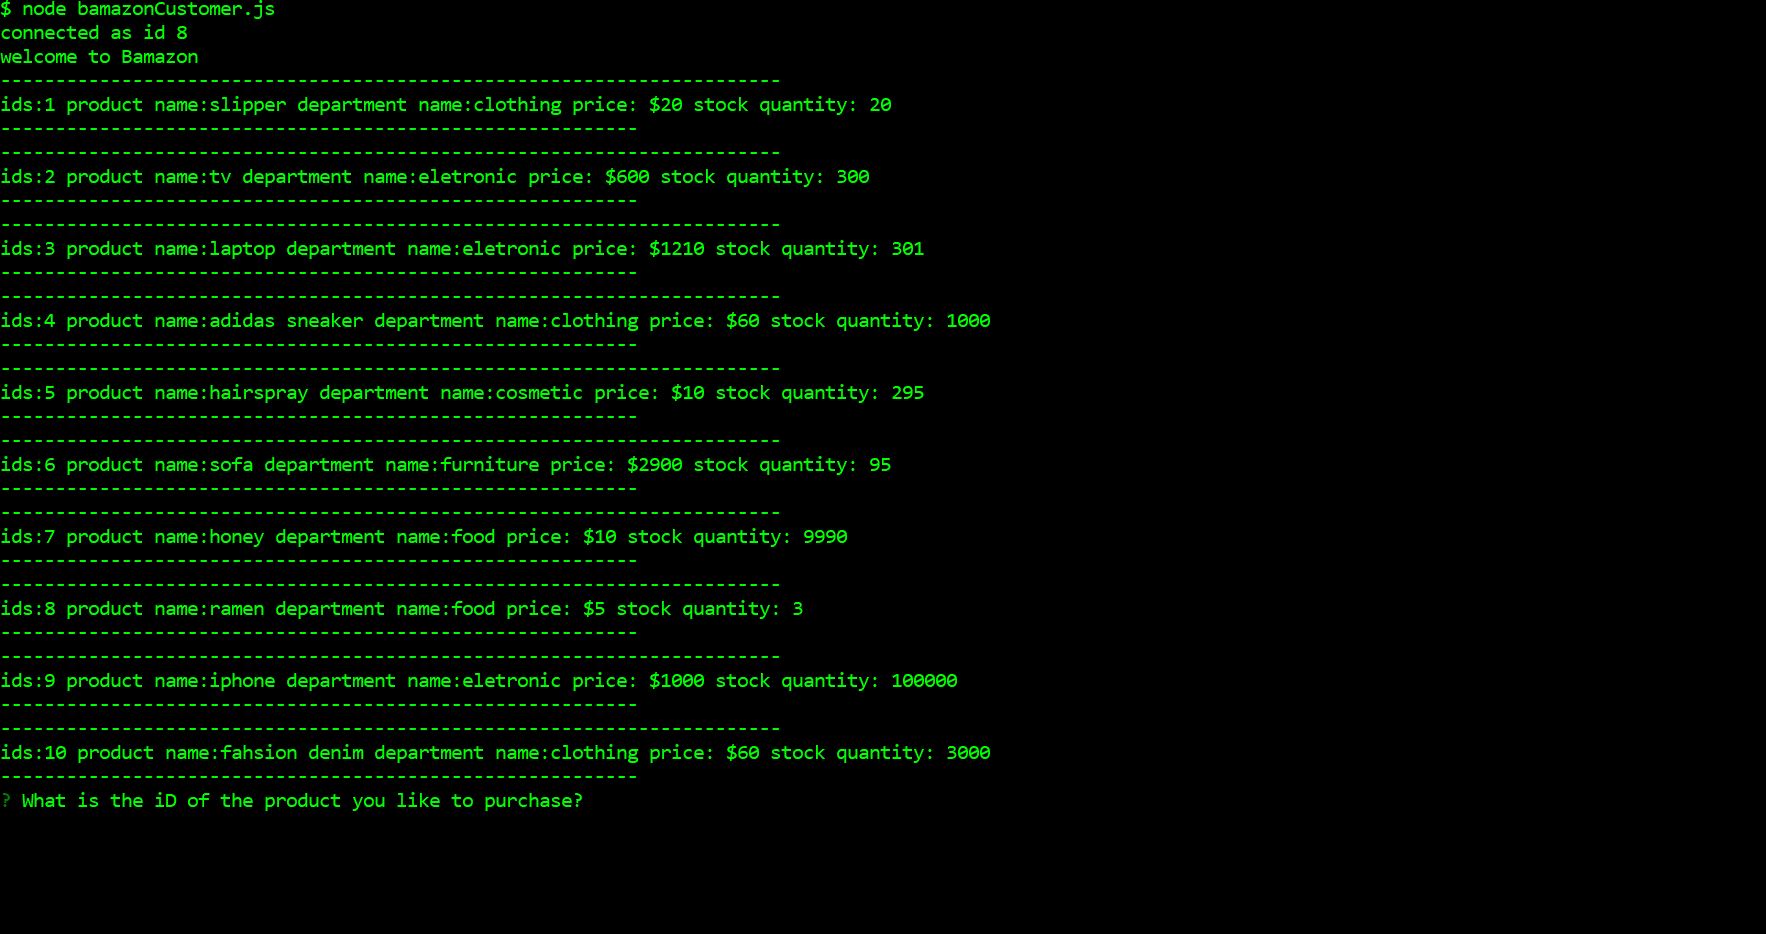 $ node bamazonCustomer.js
connected as id 8
welcome to Bamazon
-----------------------------------------------------------------------
ids:1 product name:slipper department name:clothing price: $20 stock quantity: 20
----------------------------------------------------------
-----------------------------------------------------------------------
ids:2 product name:tv department name:eletronic price: $600 stock quantity: 300
----------------------------------------------------------
-----------------------------------------------------------------------
ids:3 product name:laptop department name:eletronic price: $1210 stock quantity: 301
----------------------------------------------------------
-----------------------------------------------------------------------
ids:4 product name:adidas sneaker department name:clothing price: $60 stock quantity: 1000
----------------------------------------------------------
-----------------------------------------------------------------------
ids:5 product name:hairspray department name:cosmetic price: $10 stock quantity: 295
----------------------------------------------------------
-----------------------------------------------------------------------
ids:6 product name:sofa department name:furniture price: $2900 stock quantity: 95
----------------------------------------------------------
-----------------------------------------------------------------------
ids:7 product name:honey department name:food price: $10 stock quantity: 9990
----------------------------------------------------------
-----------------------------------------------------------------------
ids:8 product name:ramen department name:food price: $5 stock quantity: 3
----------------------------------------------------------
-----------------------------------------------------------------------
ids:9 product name:iphone department name:eletronic price: $1000 stock quantity: 100000
----------------------------------------------------------
-----------------------------------------------------------------------
ids:10 product name:fahsion denim department name:clothing price: $60 stock quantity: 3000
----------------------------------------------------------
? What is the iD of the product you like to purchase?